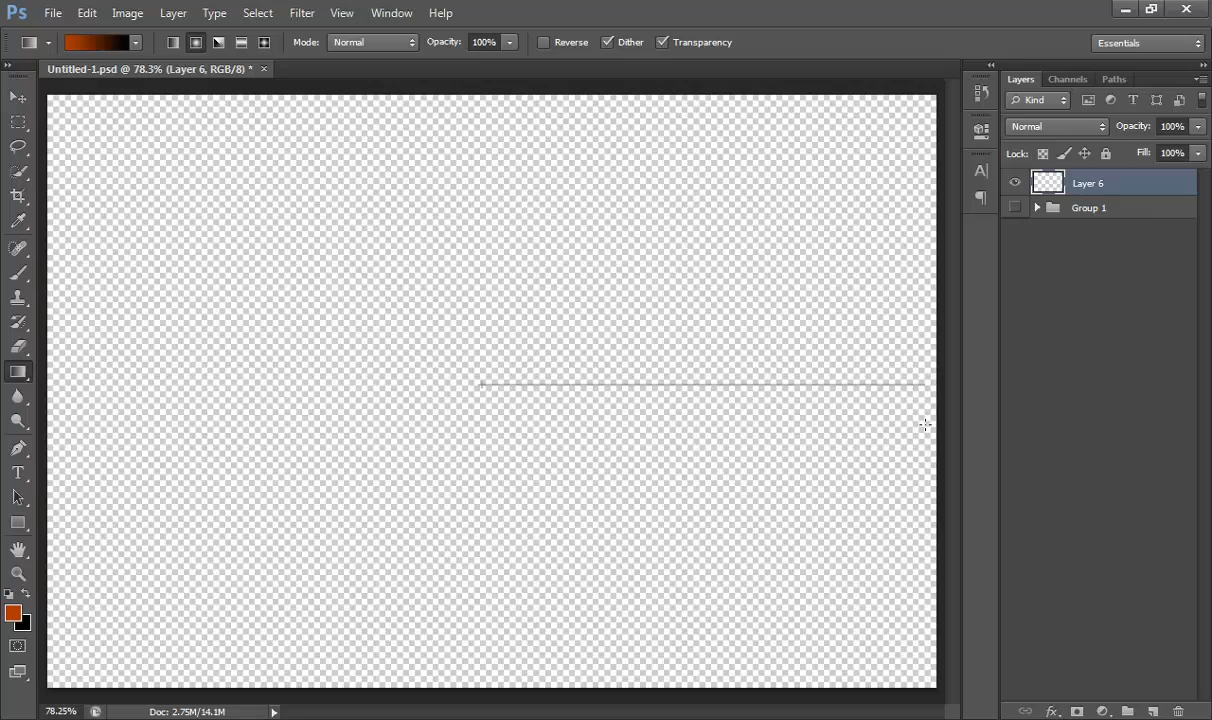 Ps File Edit Image Layer Type Select Filter View Window Help
Mode: Normal Opacity: 100% Reverse Dither Transparency Essentials
Untitled-1.psd @ 78.3% (Layer 6, RGB/8) * ×
Layers Channels Paths
Kind
Normal Opacity: 100%
Lock: Fill: 100%
Layer 6
Group 1
78.25% Doc: 2.75M/14.1M